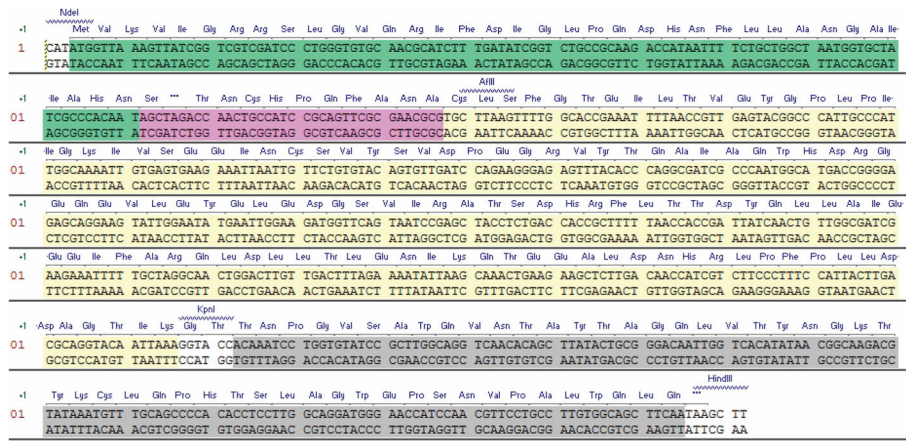 NdeI
+1 Met Val Lys Val Ile Gly Arg Arg Ser Leu Gly Val Gln Arg Ile Phe Asp Ile Gly Leu Pro Gln Asp His Asn Phe Leu Leu Ala Asn Gly Ala Ile
1 CATATGGTTA AAGTTATCGG TCGTCGATCC CTGGGTGTGC AACGCATCTT TGATATCGGT CTGCCGCAAG ACCATAATTT TCTGCTGGCT AATGGTGCTA
GTATACCAAT TTCAATAGCC AGCAGCTAGG GACCCACACG TTGCGTAGAA ACTATAGCCA GACGGCGTTC TGGTATTAAA AGACGACCGA TTACCACGAT
AflII
+1 Ile Ala His Asn Ser *** Thr Asn Cys His Pro Gln Phe Ala Asn Ala Cys Leu Ser Phe Gly Thr Glu Ile Leu Thr Val Glu Tyr Gly Pro Leu Pro Ile
01 TCGCCCACAA TAGCTAGACC AACTGCCATC CGCAGTTCGC GAACGCGTGC TTAAGTTTTG GCACCGAAAT TTTAACCGTT GAGTACGGCC CATTGCCCAT
AGCGGGTGTT ATCGATCTGG TTGACGGTAG GCGTCAAGCG CTTGCGCACG AATTCAAAAC CGTGGCTTTA AAATTGGCAA CTCATGCCGG GTAACGGGTA
+1 Ile Gly Lys Ile Val Ser Glu Glu Ile Asn Cys Ser Val Tyr Ser Val Asp Pro Glu Gly Arg Val Tyr Thr Gln Ala Ile Ala Gln Trp His Asp Arg Gly
01 TGGCAAAATT GTGAGTGAAG AAATTAATTG TTCTGTGTAC AGTGTTGATC CAGAAGGGAG AGTTTACACC CAGGCGATCG CCCAATGGCA TGACCGGGGA
ACCGTTTTAA CACTCACTTC TTTAATTAAC AAGACACATG TCACAACTAG GTCTTCCCTC TCAAATGTGG GTCCGCTAGC GGGTTACCGT ACTGGCCCCT
+1 Glu Gln Glu Val Leu Glu Tyr Glu Leu Glu Asp Gly Ser Val Ile Arg Ala Thr Ser Asp His Arg Phe Leu Thr Thr Asp Tyr Gln Leu Leu Ala Ile Glu
01 GAGCAGGAAG TATTGGAATA TGAATTGGAA GATGGTTCAG TAATCCGAGC TACCTCTGAC CACCGCTTTT TAACCACCGA TTATCAACTG TTGGCGATCG
CTCGTCCTTC ATAACCTTAT ACTTAACCTT CTACCAAGTC ATTAGGCTCG ATGGAGACTG GTGGCGAAAA ATTGGTGGCT AATAGTTGAC AACCGCTAGC
+1 Glu Glu Ile Phe Ala Arg Gln Leu Asp Leu Leu Thr Leu Glu Asn Ile Lys Gln Thr Glu Glu Ala Leu Asp Asn His Arg Leu Pro Phe Pro Leu Leu Asp
01 AAGAAATTTT TGCTAGGCAA CTGGACTTGT TGACTTTAGA AAATATTAAG CAAACTGAAG AAGCTCTTGA CAACCATCGT CTTCCCTTTC CATTACTTGA
TTCTTTAAAA ACGATCCGTT GACCTGAACA ACTGAAATCT TTTATAATTC GTTTGACTTC TTCGAGAACT GTTGGTAGCA GAAGGGAAAG GTAATGAACT
KpnI
+1 Asp Ala Gly Thr Ile Lys Gly Thr Thr Asn Pro Gly Val Ser Ala Trp Gln Val Asn Thr Ala Tyr Thr Ala Gly Gln Leu Val Thr Tyr Asn Gly Lys Thr
01 CGCAGGTACA ATTAAAGGTA CCACAAATCC TGGTGTATCC GCTTGGCAGG TCAACACAGC TTATACTGCG GGACAATTGG TCACATATAA CGGCAAGACG
GCGTCCATGT TAATTTCCAT GGTGTTTAGG ACCACATAGG CGAACCGTCC AGTTGTGTCG AATATGACGC CCTGTTAACC AGTGTATATT GCCGTTCTGC
HindIII
+1 Tyr Lys Cys Leu Gln Pro His Thr Ser Leu Ala Gly Trp Glu Pro Ser Asn Val Pro Ala Leu Trp Gln Leu Gln ***
01 TATAAATGTT TGCAGCCCCA CACCTCCTTG GCAGGATGGG AACCATCCAA CGTTCCTGCC TTGTGGCAGC TTCAATAAGC TT
ATATTTACAA ACGTCGGGGT GTGGAGGAAC CGTCCTACCC TTGGTAGGTT GCAAGGACGG AACACCGTCG AAGTTATTCG AA